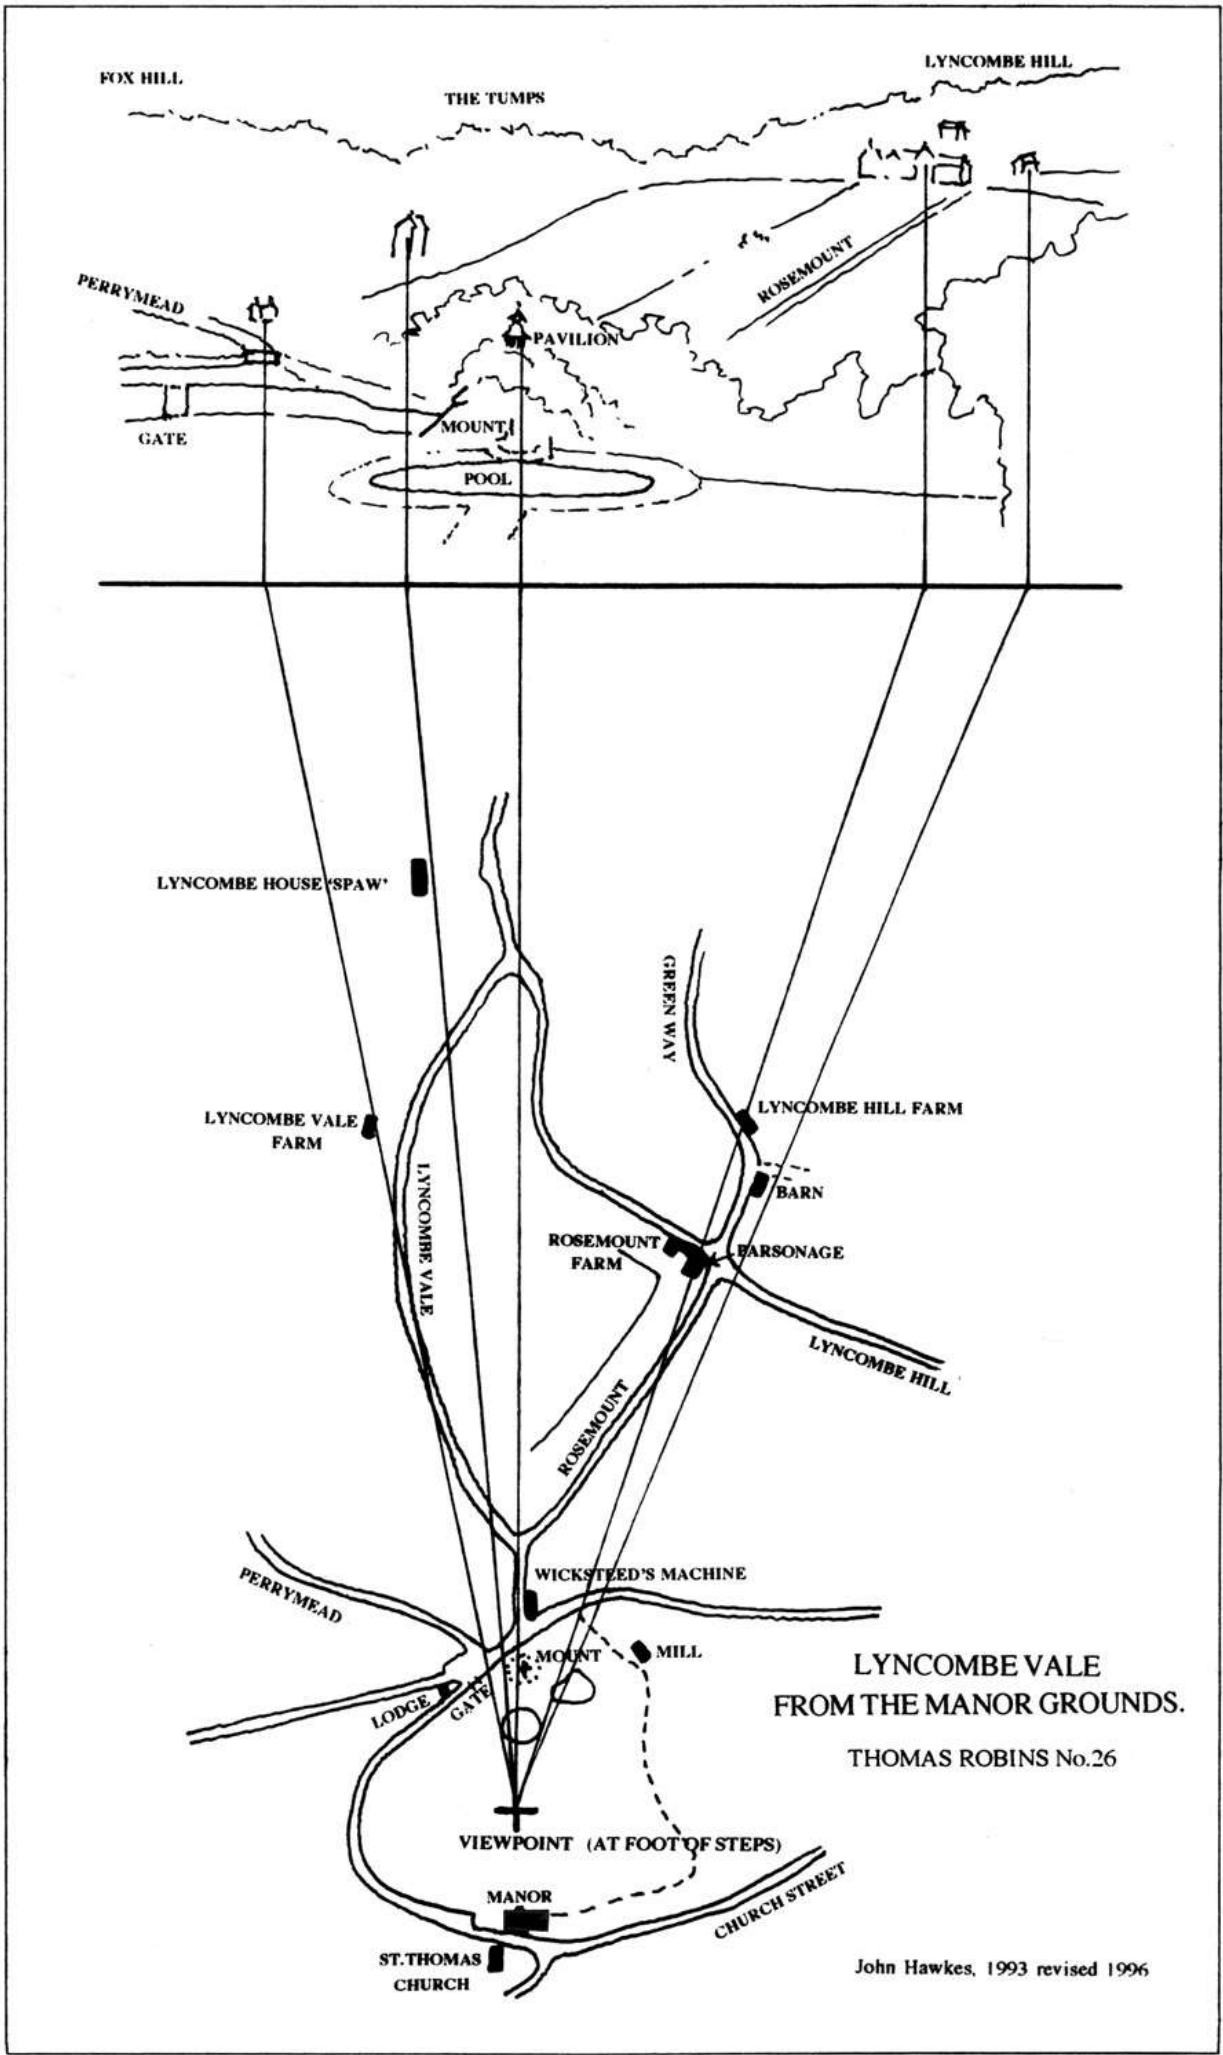 FOX HILL
LYNCOMBE HILL
THE TUMPS
ROSEMOUNT
PERRYMEAD
PAVILION
MOUNT
GATE
POOL
LYNCOMBE HOUSE 'SPAW'
GREEN WAY
LYNCOMBE HILL FARM
LYNCOMBE VALE
FARM
LYNCOMBE VALE
BARN
ROSEMOUNT
FARM
PARSONAGE
LYNCOMBE HILL
ROSEMOUNT
WICKSTEED'S MACHINE
PERRYMEAD
MOUNT
MILL
LODGE
GATE
LYNCOMBE VALE
FROM THE MANOR GROUNDS.
THOMAS ROBINS No.26
VIEWPOINT (AT FOOT OF STEPS)
MANOR
CHURCH STREET
ST.THOMAS
CHURCH
John Hawkes, 1993 revised 1996